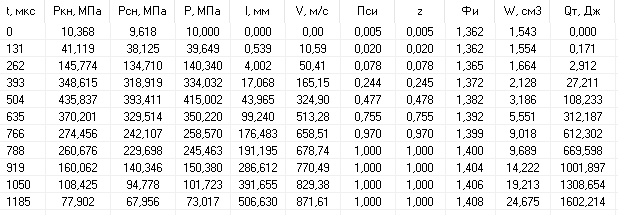 t, мкс Pкн, МПа Pсн, МПа P, МПа l, мм V, м/с Пси z Фи W, см3 Qт, Дж
0 10,368 9,618 10,000 0,000 0,00 0,005 0,005 1,362 1,543 0,000
131 41,119 38,125 39,649 0,539 10,59 0,020 0,020 1,362 1,554 0,171
262 145,774 134,710 140,340 4,002 50,41 0,078 0,078 1,365 1,664 2,912
393 348,615 318,919 334,032 17,068 165,15 0,244 0,245 1,372 2,128 27,211
504 435,837 393,411 415,002 43,965 324,90 0,477 0,478 1,382 3,186 108,233
635 370,201 329,514 350,220 99,240 513,28 0,755 0,755 1,392 5,551 312,187
766 274,456 242,107 258,570 176,483 658,51 0,970 0,970 1,399 9,018 612,302
788 260,676 229,698 245,463 191,195 678,74 1,000 1,000 1,400 9,689 669,598
919 160,062 140,346 150,380 286,612 770,49 1,000 1,000 1,404 14,222 1001,897
1050 108,425 94,778 101,723 391,655 829,38 1,000 1,000 1,406 19,213 1308,654
1185 77,902 67,956 73,017 506,630 871,61 1,000 1,000 1,408 24,675 1602,214